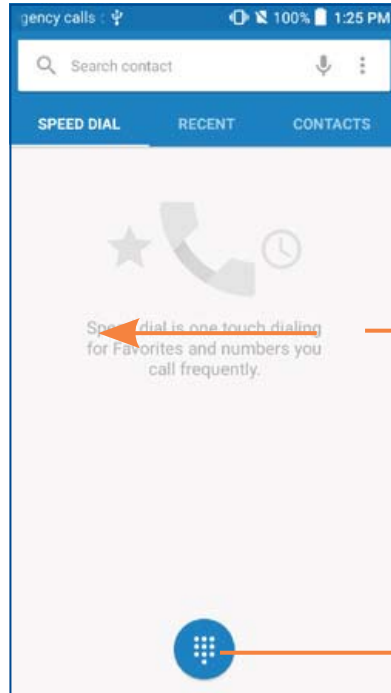 gency calls : 100% 1:25 PM
Search contact
SPEED DIAL RECENT CONTACTS
Speed dial is one touch dialing
for Favorites and numbers you
call frequently.